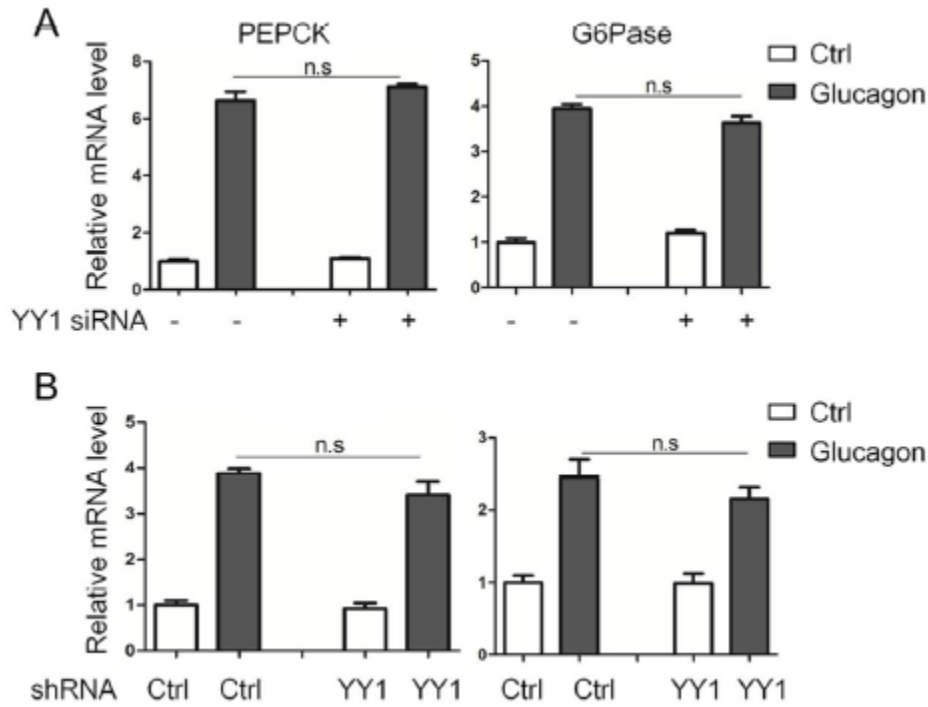 A
PEPCK
G6Pase
Ctrl
Glucagon
Relative mRNA level
8
6
4
2
0
n.s
5
4
3
2
1
0
n.s
YY1 siRNA - - + + - - + +
B
Ctrl
Glucagon
Relative mRNA level
5
4
3
2
1
0
n.s
3
2
1
0
n.s
shRNA Ctrl Ctrl YY1 YY1 Ctrl Ctrl YY1 YY1